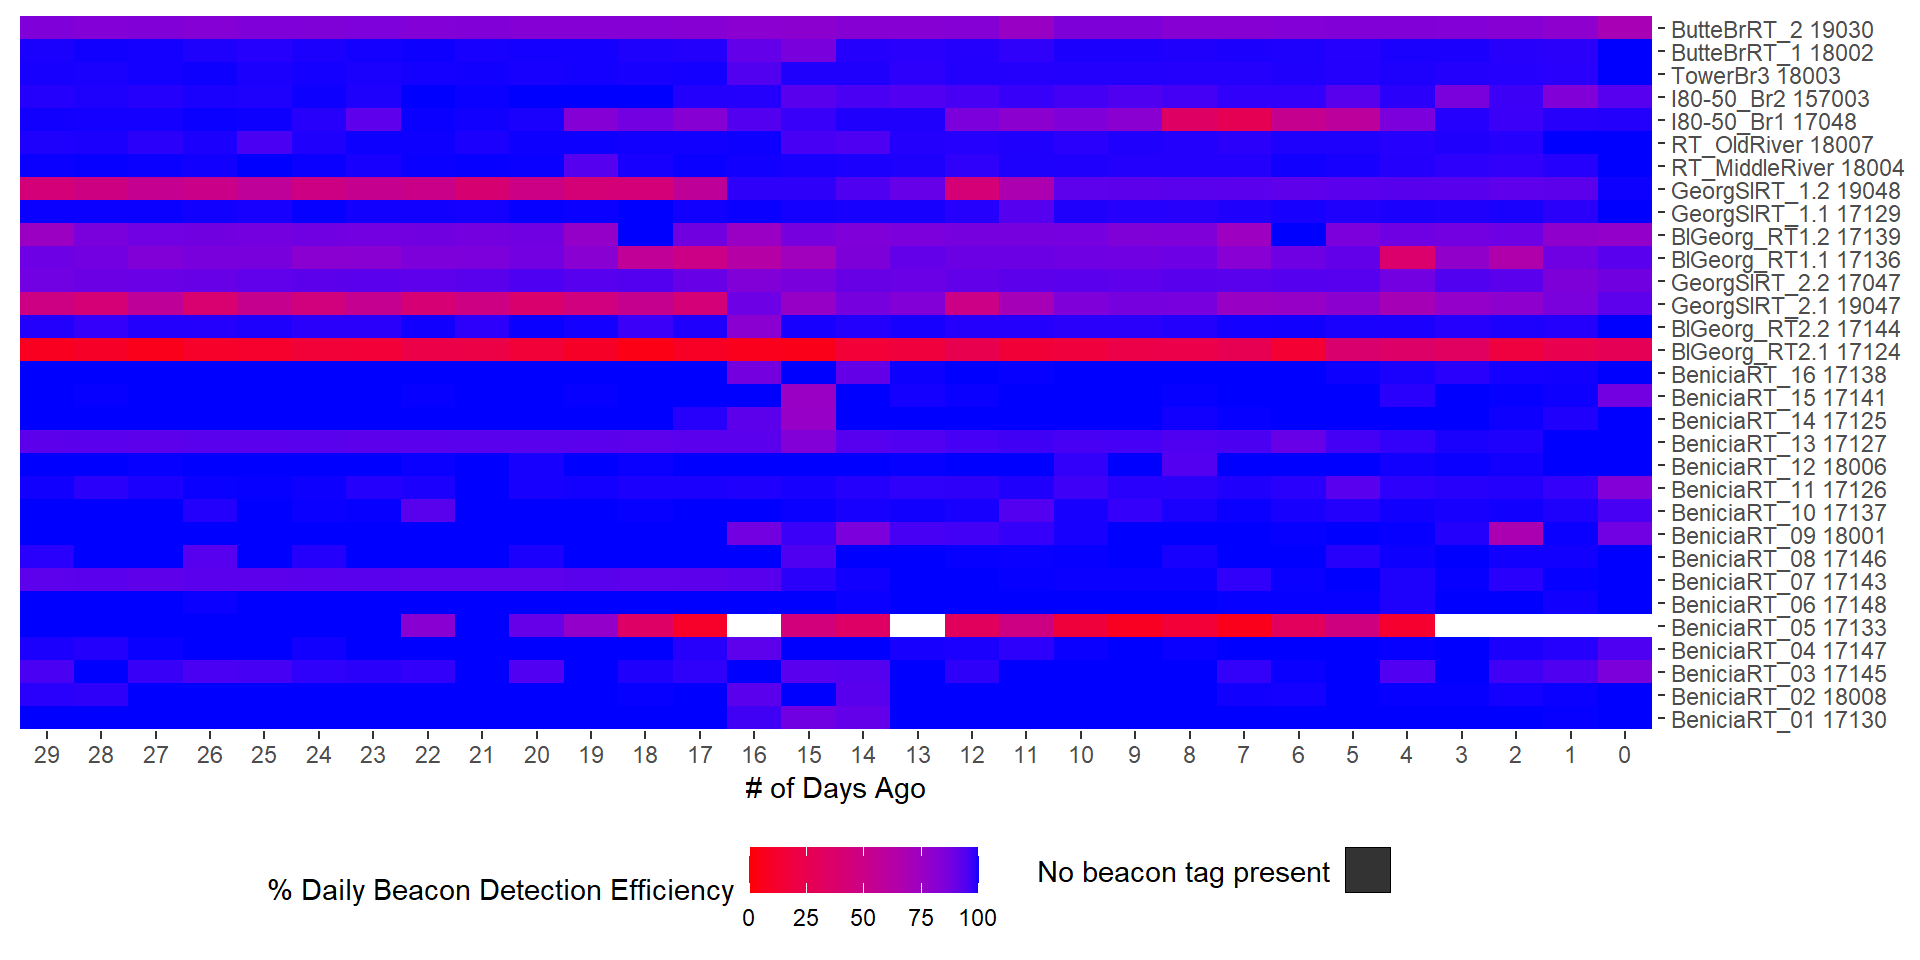 ButteBrRT_2 19030
ButteBrRT_1 18002
TowerBr3 18003
I80-50_Br2 157003
I80-50_Br1 17048
RT_OldRiver 18007
RT_MiddleRiver 18004
GeorgSlRT_1.2 19048
GeorgSlRT_1.1 17129
BlGeorg_RT1.2 17139
BlGeorg_RT1.1 17136
GeorgSlRT_2.2 17047
GeorgSlRT_2.1 19047
BlGeorg_RT2.2 17144
BlGeorg_RT2.1 17124
BeniciaRT_16 17138
BeniciaRT_15 17141
BeniciaRT_14 17125
BeniciaRT_13 17127
BeniciaRT_12 18006
BeniciaRT_11 17126
BeniciaRT_10 17137
BeniciaRT_09 18001
BeniciaRT_08 17146
BeniciaRT_07 17143
BeniciaRT_06 17148
BeniciaRT_05 17133
BeniciaRT_04 17147
BeniciaRT_03 17145
BeniciaRT_02 18008
BeniciaRT_01 17130
29 28 27 26 25 24 23 22 21 20 19 18 17 16 15 14 13 12 11 10 9 8 7 6 5 4 3 2 1 0
# of Days Ago
% Daily Beacon Detection Efficiency
0 25 50 75 100
No beacon tag present